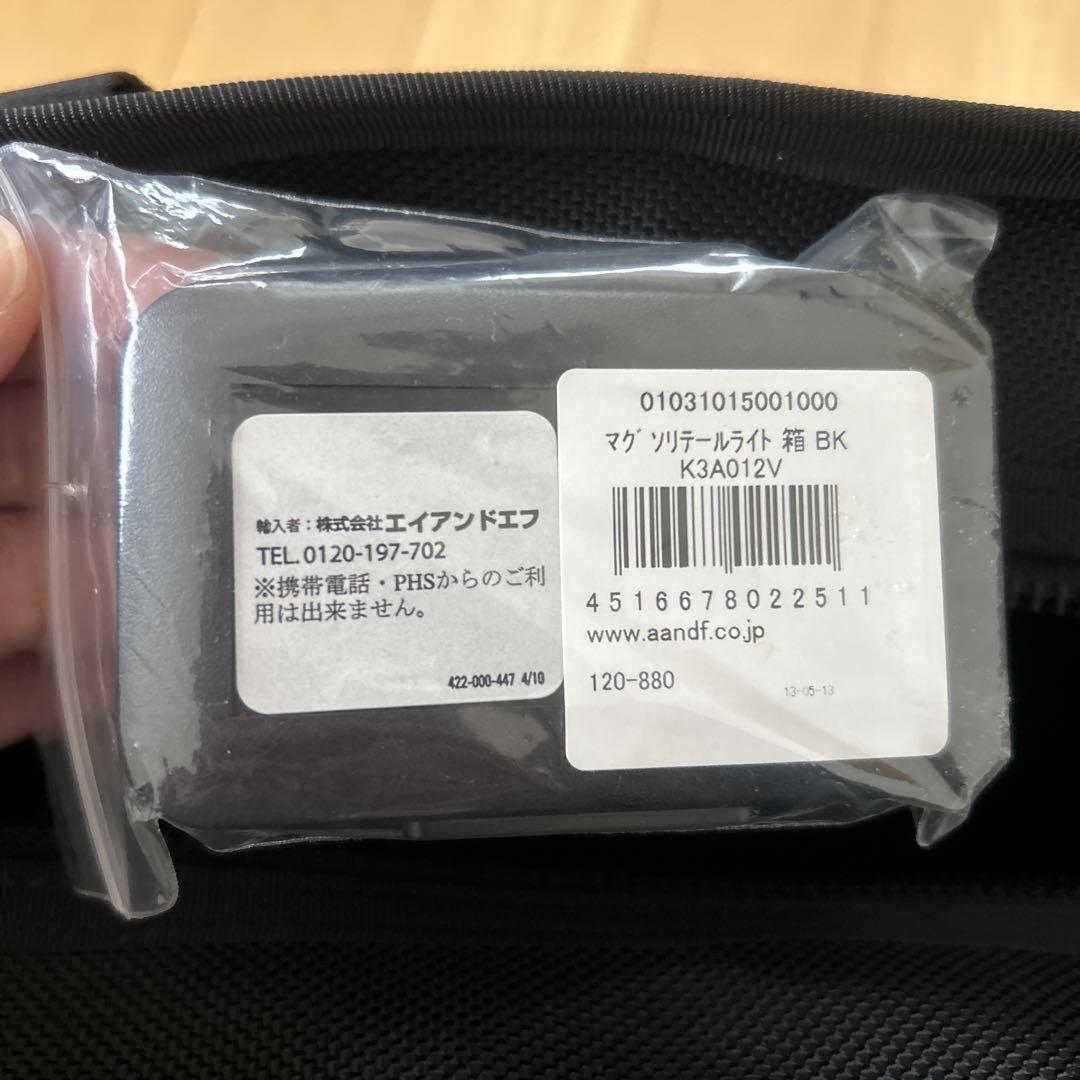 輸入者：株式会社エイアンドエフ
TEL.0120-197-702
※携帯電話・PHSからのご利
用は出来ません。
422-000-447 4/10
01031015001000
ﾏｸﾞｿﾘﾃｰﾙﾗｲﾄ 箱 BK
K3A012V
4516678022511
www.aandf.co.jp
120-880
13-05-13